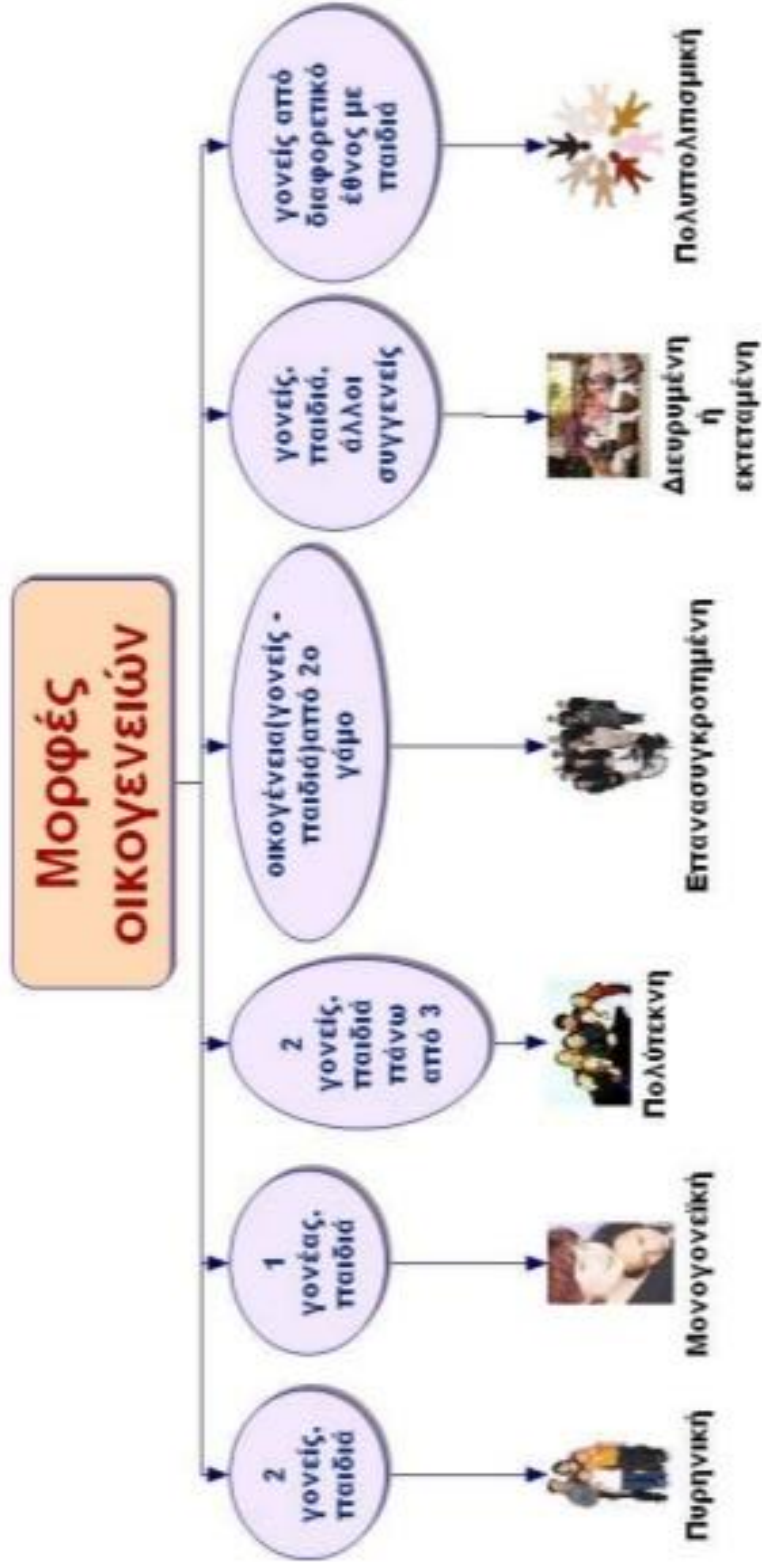 Μορφές
οικογενειών
2
γονείς,
παιδιά
1
γονέας,
παιδιά
2
γονείς,
παιδιά
πάνω
από 3
οικογένεια(γονείς -
παιδιά)από 2ο
γάμο
γονείς,
παιδιά,
άλλοι
συγγενείς
γονείς από
διαφορετικό
έθνος με
παιδιά
Πυρηνική
Μονογονεϊκή
Πολύτεκνη
Επανασυγκροτημένη
Διευρυμένη
ή
εκτεταμένη
Πολυπολιτισμική